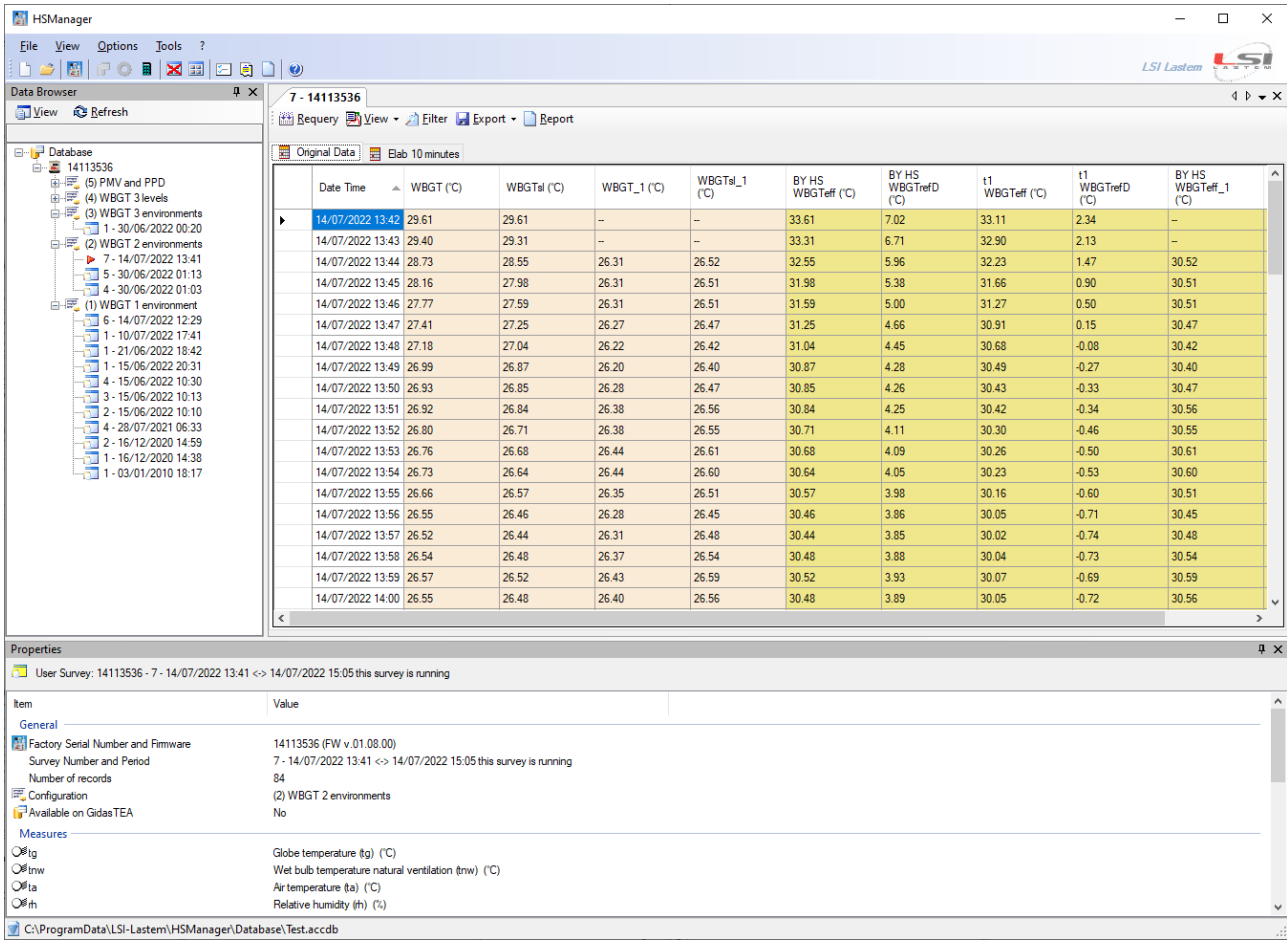 HSManager
File View Options Tools ?
LSI Lastem
LSI
LASTEM
Data Browser
View Refresh
Database
14113536
(5) PMV and PPD
(4) WBGT 3 levels
(3) WBGT 3 environments
1 - 30/06/2022 00:20
(2) WBGT 2 environments
7 - 14/07/2022 13:41
5 - 30/06/2022 01:13
4 - 30/06/2022 01:03
(1) WBGT 1 environment
6 - 14/07/2022 12:29
1 - 10/07/2022 17:41
1 - 21/06/2022 18:42
1 - 15/06/2022 20:31
4 - 15/06/2022 10:30
3 - 15/06/2022 10:13
2 - 15/06/2022 10:10
4 - 28/07/2021 06:33
2 - 16/12/2020 14:59
1 - 16/12/2020 14:38
1 - 03/01/2010 18:17
7 - 14113536
Requery View Filter Export Report
Original Data Elab 10 minutes
Date Time WBGT (°C) WBGTsl (°C) WBGT_1 (°C) WBGTsl_1 (°C) BY HS WBGTeff (°C) BY HS WBGTrefD (°C) t1 WBGTeff (°C) t1 WBGTrefD (°C) BY HS WBGTeff_1 (°C)
14/07/2022 13:42 29.61 29.61 -- -- 33.61 7.02 33.11 2.34 --
14/07/2022 13:43 29.40 29.31 -- -- 33.31 6.71 32.90 2.13 --
14/07/2022 13:44 28.73 28.55 26.31 26.52 32.55 5.96 32.23 1.47 30.52
14/07/2022 13:45 28.16 27.98 26.31 26.51 31.98 5.38 31.66 0.90 30.51
14/07/2022 13:46 27.77 27.59 26.31 26.51 31.59 5.00 31.27 0.50 30.51
14/07/2022 13:47 27.41 27.25 26.27 26.47 31.25 4.66 30.91 0.15 30.47
14/07/2022 13:48 27.18 27.04 26.22 26.42 31.04 4.45 30.68 -0.08 30.42
14/07/2022 13:49 26.99 26.87 26.20 26.40 30.87 4.28 30.49 -0.27 30.40
14/07/2022 13:50 26.93 26.85 26.28 26.47 30.85 4.26 30.43 -0.33 30.47
14/07/2022 13:51 26.92 26.84 26.38 26.56 30.84 4.25 30.42 -0.34 30.56
14/07/2022 13:52 26.80 26.71 26.38 26.55 30.71 4.11 30.30 -0.46 30.55
14/07/2022 13:53 26.76 26.68 26.44 26.61 30.68 4.09 30.26 -0.50 30.61
14/07/2022 13:54 26.73 26.64 26.44 26.60 30.64 4.05 30.23 -0.53 30.60
14/07/2022 13:55 26.66 26.57 26.35 26.51 30.57 3.98 30.16 -0.60 30.51
14/07/2022 13:56 26.55 26.46 26.28 26.45 30.46 3.86 30.05 -0.71 30.45
14/07/2022 13:57 26.52 26.44 26.31 26.48 30.44 3.85 30.02 -0.74 30.48
14/07/2022 13:58 26.54 26.48 26.37 26.54 30.48 3.88 30.04 -0.73 30.54
14/07/2022 13:59 26.57 26.52 26.43 26.59 30.52 3.93 30.07 -0.69 30.59
14/07/2022 14:00 26.55 26.48 26.40 26.56 30.48 3.89 30.05 -0.72 30.56
Properties
User Survey: 14113536 - 7 - 14/07/2022 13:41 <-> 14/07/2022 15:05 this survey is running
Item Value
General
Factory Serial Number and Firmware 14113536 (FW v.01.08.00)
Survey Number and Period 7 - 14/07/2022 13:41 <-> 14/07/2022 15:05 this survey is running
Number of records 84
Configuration (2) WBGT 2 environments
Available on GidasTEA No
Measures
tg Globe temperature (tg) (°C)
tnw Wet bulb temperature natural ventilation (tnw) (°C)
ta Air temperature (ta) (°C)
rh Relative humidity (rh) (%)
C:\ProgramData\LSI-Lastem\HSManager\Database\Test.accdb